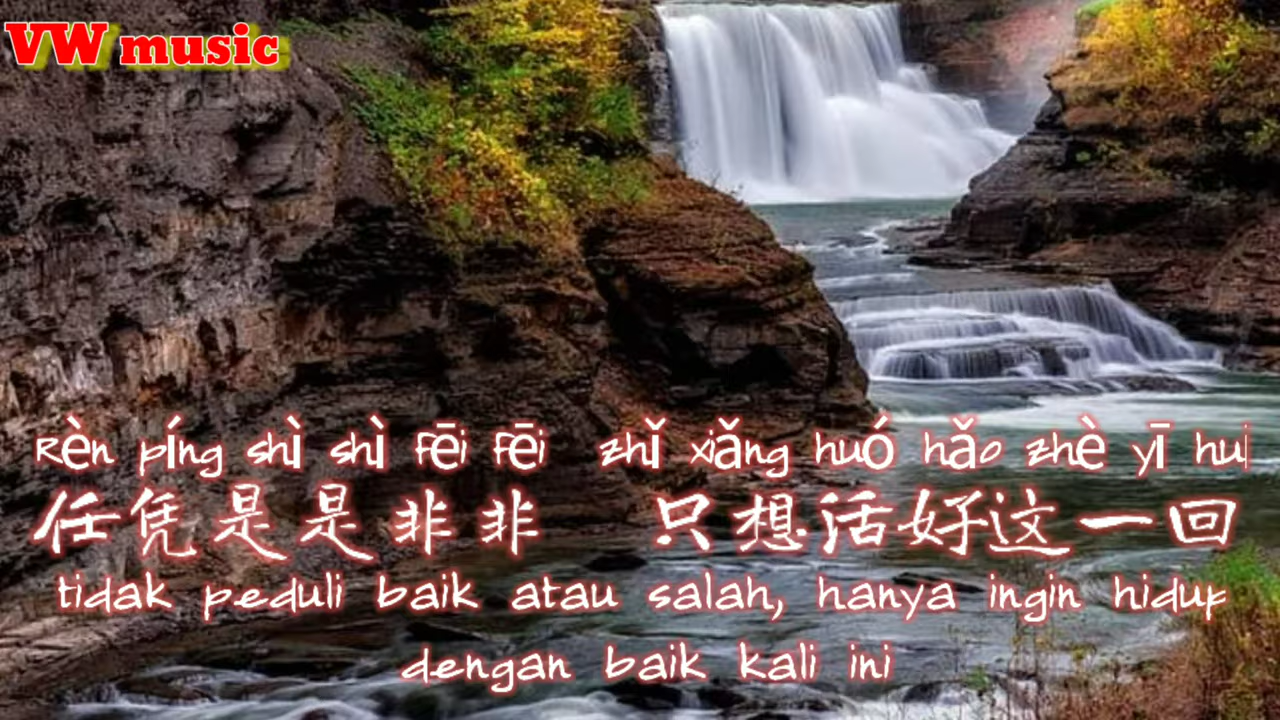 VW music
Rèn píng shì shì fēi fēi zhǐ xiǎng huó hǎo zhè yī hui
任凭是是非非 只想活好这一回
tidak peduli baik atau salah, hanya ingin hidup
dengan baik kali ini